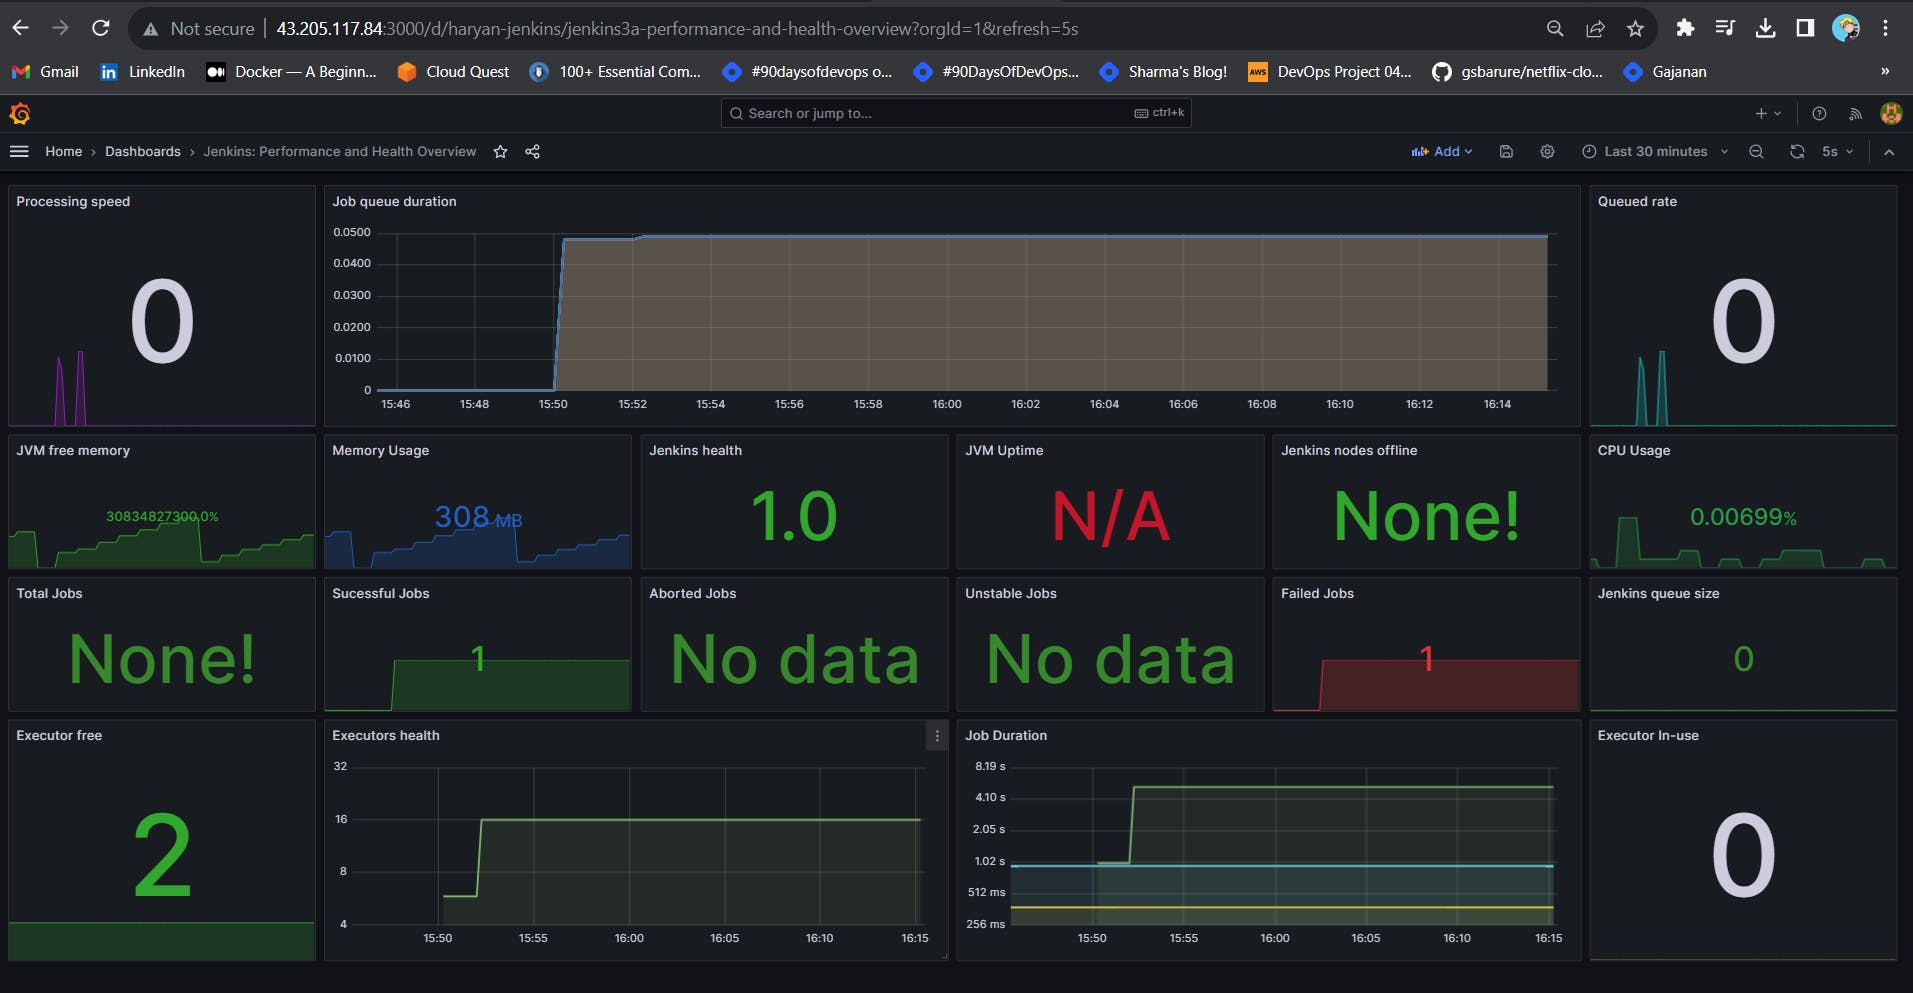 Not secure | 43.205.117.84:3000/d/haryan-jenkins/jenkins3a-performance-and-health-overview?orgId=1&refresh=5s
Gmail LinkedIn Docker — A Beginn... Cloud Quest 100+ Essential Com... #90daysofdevops o... #90DaysOfDevOps... Sharma's Blog! aws DevOps Project 04... gsbarure/netflix-clo... Gajanan »
Search or jump to... ctrl+k
Home › Dashboards › Jenkins: Performance and Health Overview Add Last 30 minutes 5s
Processing speed
0
Job queue duration
0.0500
0.0400
0.0300
0.0200
0.0100
0
15:46 15:48 15:50 15:52 15:54 15:56 15:58 16:00 16:02 16:04 16:06 16:08 16:10 16:12 16:14
Queued rate
0
JVM free memory
30834827300.0%
Memory Usage
308 MB
Jenkins health
1.0
JVM Uptime
N/A
Jenkins nodes offline
None!
CPU Usage
0.00699%
Total Jobs
None!
Sucessful Jobs
1
Aborted Jobs
No data
Unstable Jobs
No data
Failed Jobs
1
Jenkins queue size
0
Executor free
2
Executors health
32
16
8
4
15:50 15:55 16:00 16:05 16:10 16:15
Job Duration
8.19 s
4.10 s
2.05 s
1.02 s
512 ms
256 ms
15:50 15:55 16:00 16:05 16:10 16:15
Executor In-use
0